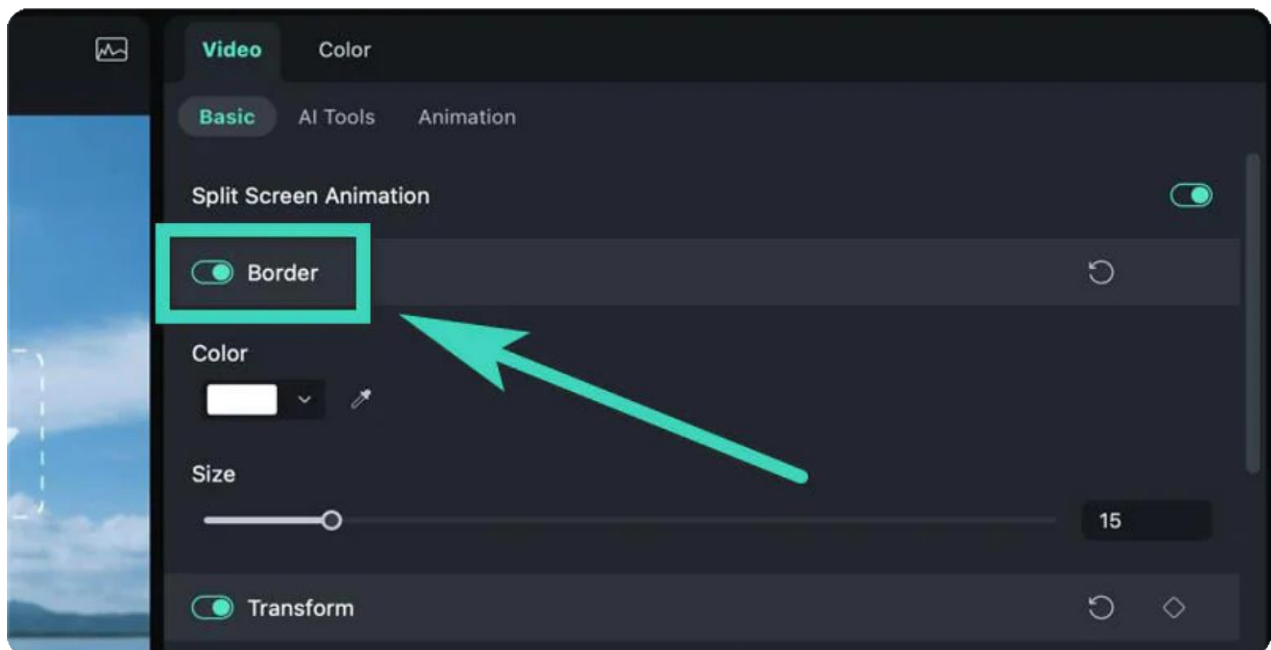 Video Color
Basic AI Tools Animation
Split Screen Animation
Border
Color
Size
15
Transform